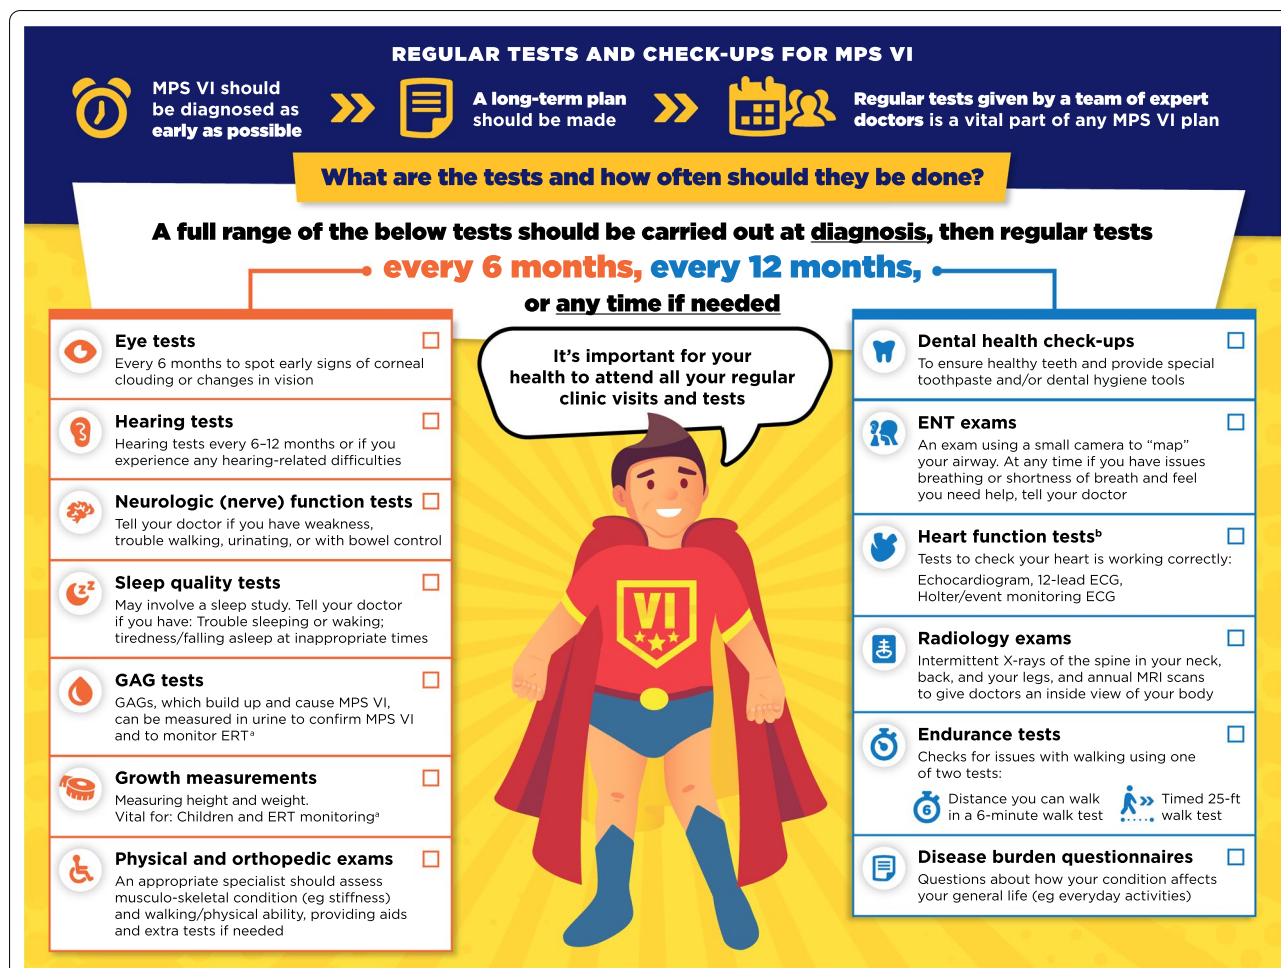 REGULAR TESTS AND CHECK-UPS FOR MPS VI
MPS VI should
be diagnosed as
early as possible
A long-term plan
should be made
Regular tests given by a team of expert
doctors is a vital part of any MPS VI plan
What are the tests and how often should they be done?
A full range of the below tests should be carried out at diagnosis, then regular tests
every 6 months, every 12 months,
or any time if needed
Eye tests
Every 6 months to spot early signs of corneal
clouding or changes in vision
Hearing tests
Hearing tests every 6–12 months or if you
experience any hearing-related difficulties
Neurologic (nerve) function tests
Tell your doctor if you have weakness,
trouble walking, urinating, or with bowel control
Sleep quality tests
May involve a sleep study. Tell your doctor
if you have: Trouble sleeping or waking;
tiredness/falling asleep at inappropriate times
GAG tests
GAGs, which build up and cause MPS VI,
can be measured in urine to confirm MPS VI
and to monitor ERTª
Growth measurements
Measuring height and weight.
Vital for: Children and ERT monitoringª
Physical and orthopedic exams
An appropriate specialist should assess
musculo-skeletal condition (eg stiffness)
and walking/physical ability, providing aids
and extra tests if needed
It's important for your
health to attend all your regular
clinic visits and tests
VI
Dental health check-ups
To ensure healthy teeth and provide special
toothpaste and/or dental hygiene tools
ENT exams
An exam using a small camera to “map”
your airway. At any time if you have issues
breathing or shortness of breath and feel
you need help, tell your doctor
Heart function testsᵇ
Tests to check your heart is working correctly:
Echocardiogram, 12-lead ECG,
Holter/event monitoring ECG
Radiology exams
Intermittent X-rays of the spine in your neck,
back, and your legs, and annual MRI scans
to give doctors an inside view of your body
Endurance tests
Checks for issues with walking using one
of two tests:
6
Distance you can walk
in a 6-minute walk test
Timed 25-ft
walk test
Disease burden questionnaires
Questions about how your condition affects
your general life (eg everyday activities)